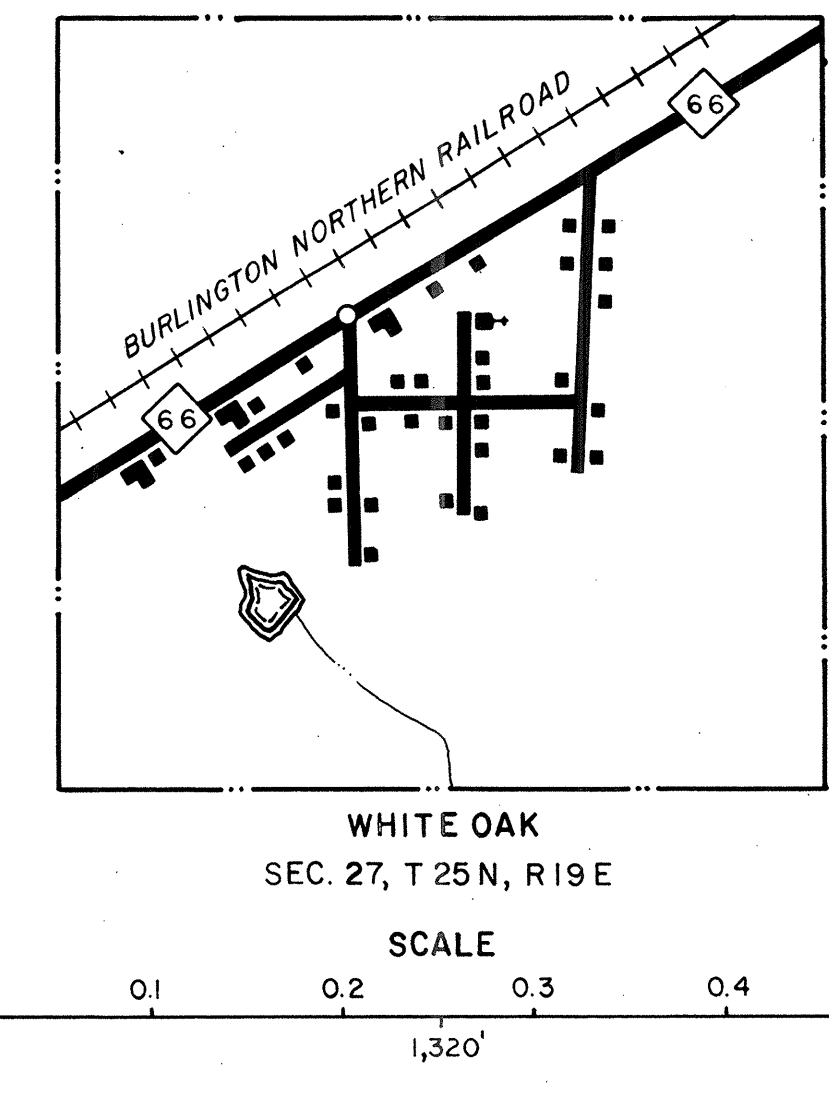 66
BURLINGTON NORTHERN RAILROAD
66
WHITE OAK
SEC. 27, T 25 N, R 19 E
SCALE
0.1 0.2 0.3 0.4
1,320'